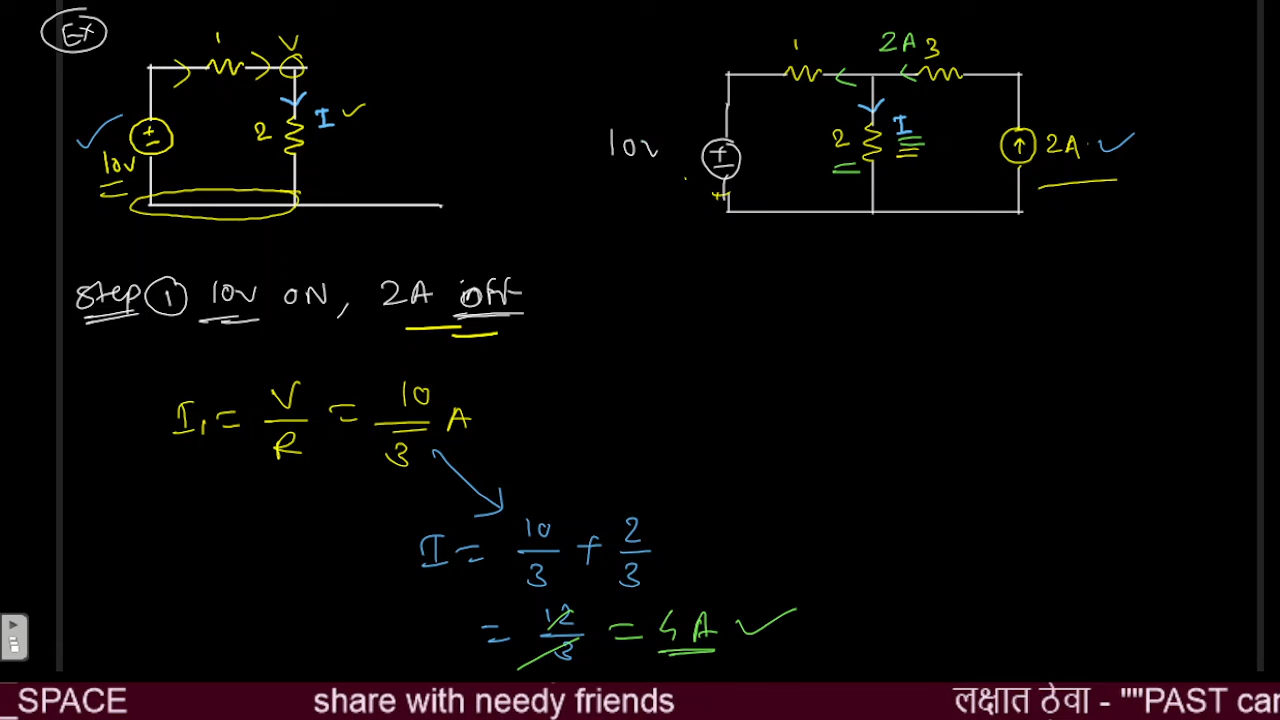 Ex
1 V
2 I
10V
1 2A 3
10V 2 I 2A
Step ① 10V ON, 2A off
I₁ = V/R = 10/3 A
I = 10/3 + 2/3
= 12/3 = 4A
_SPACE share with needy friends लक्षात ठेवा - ""PAST car